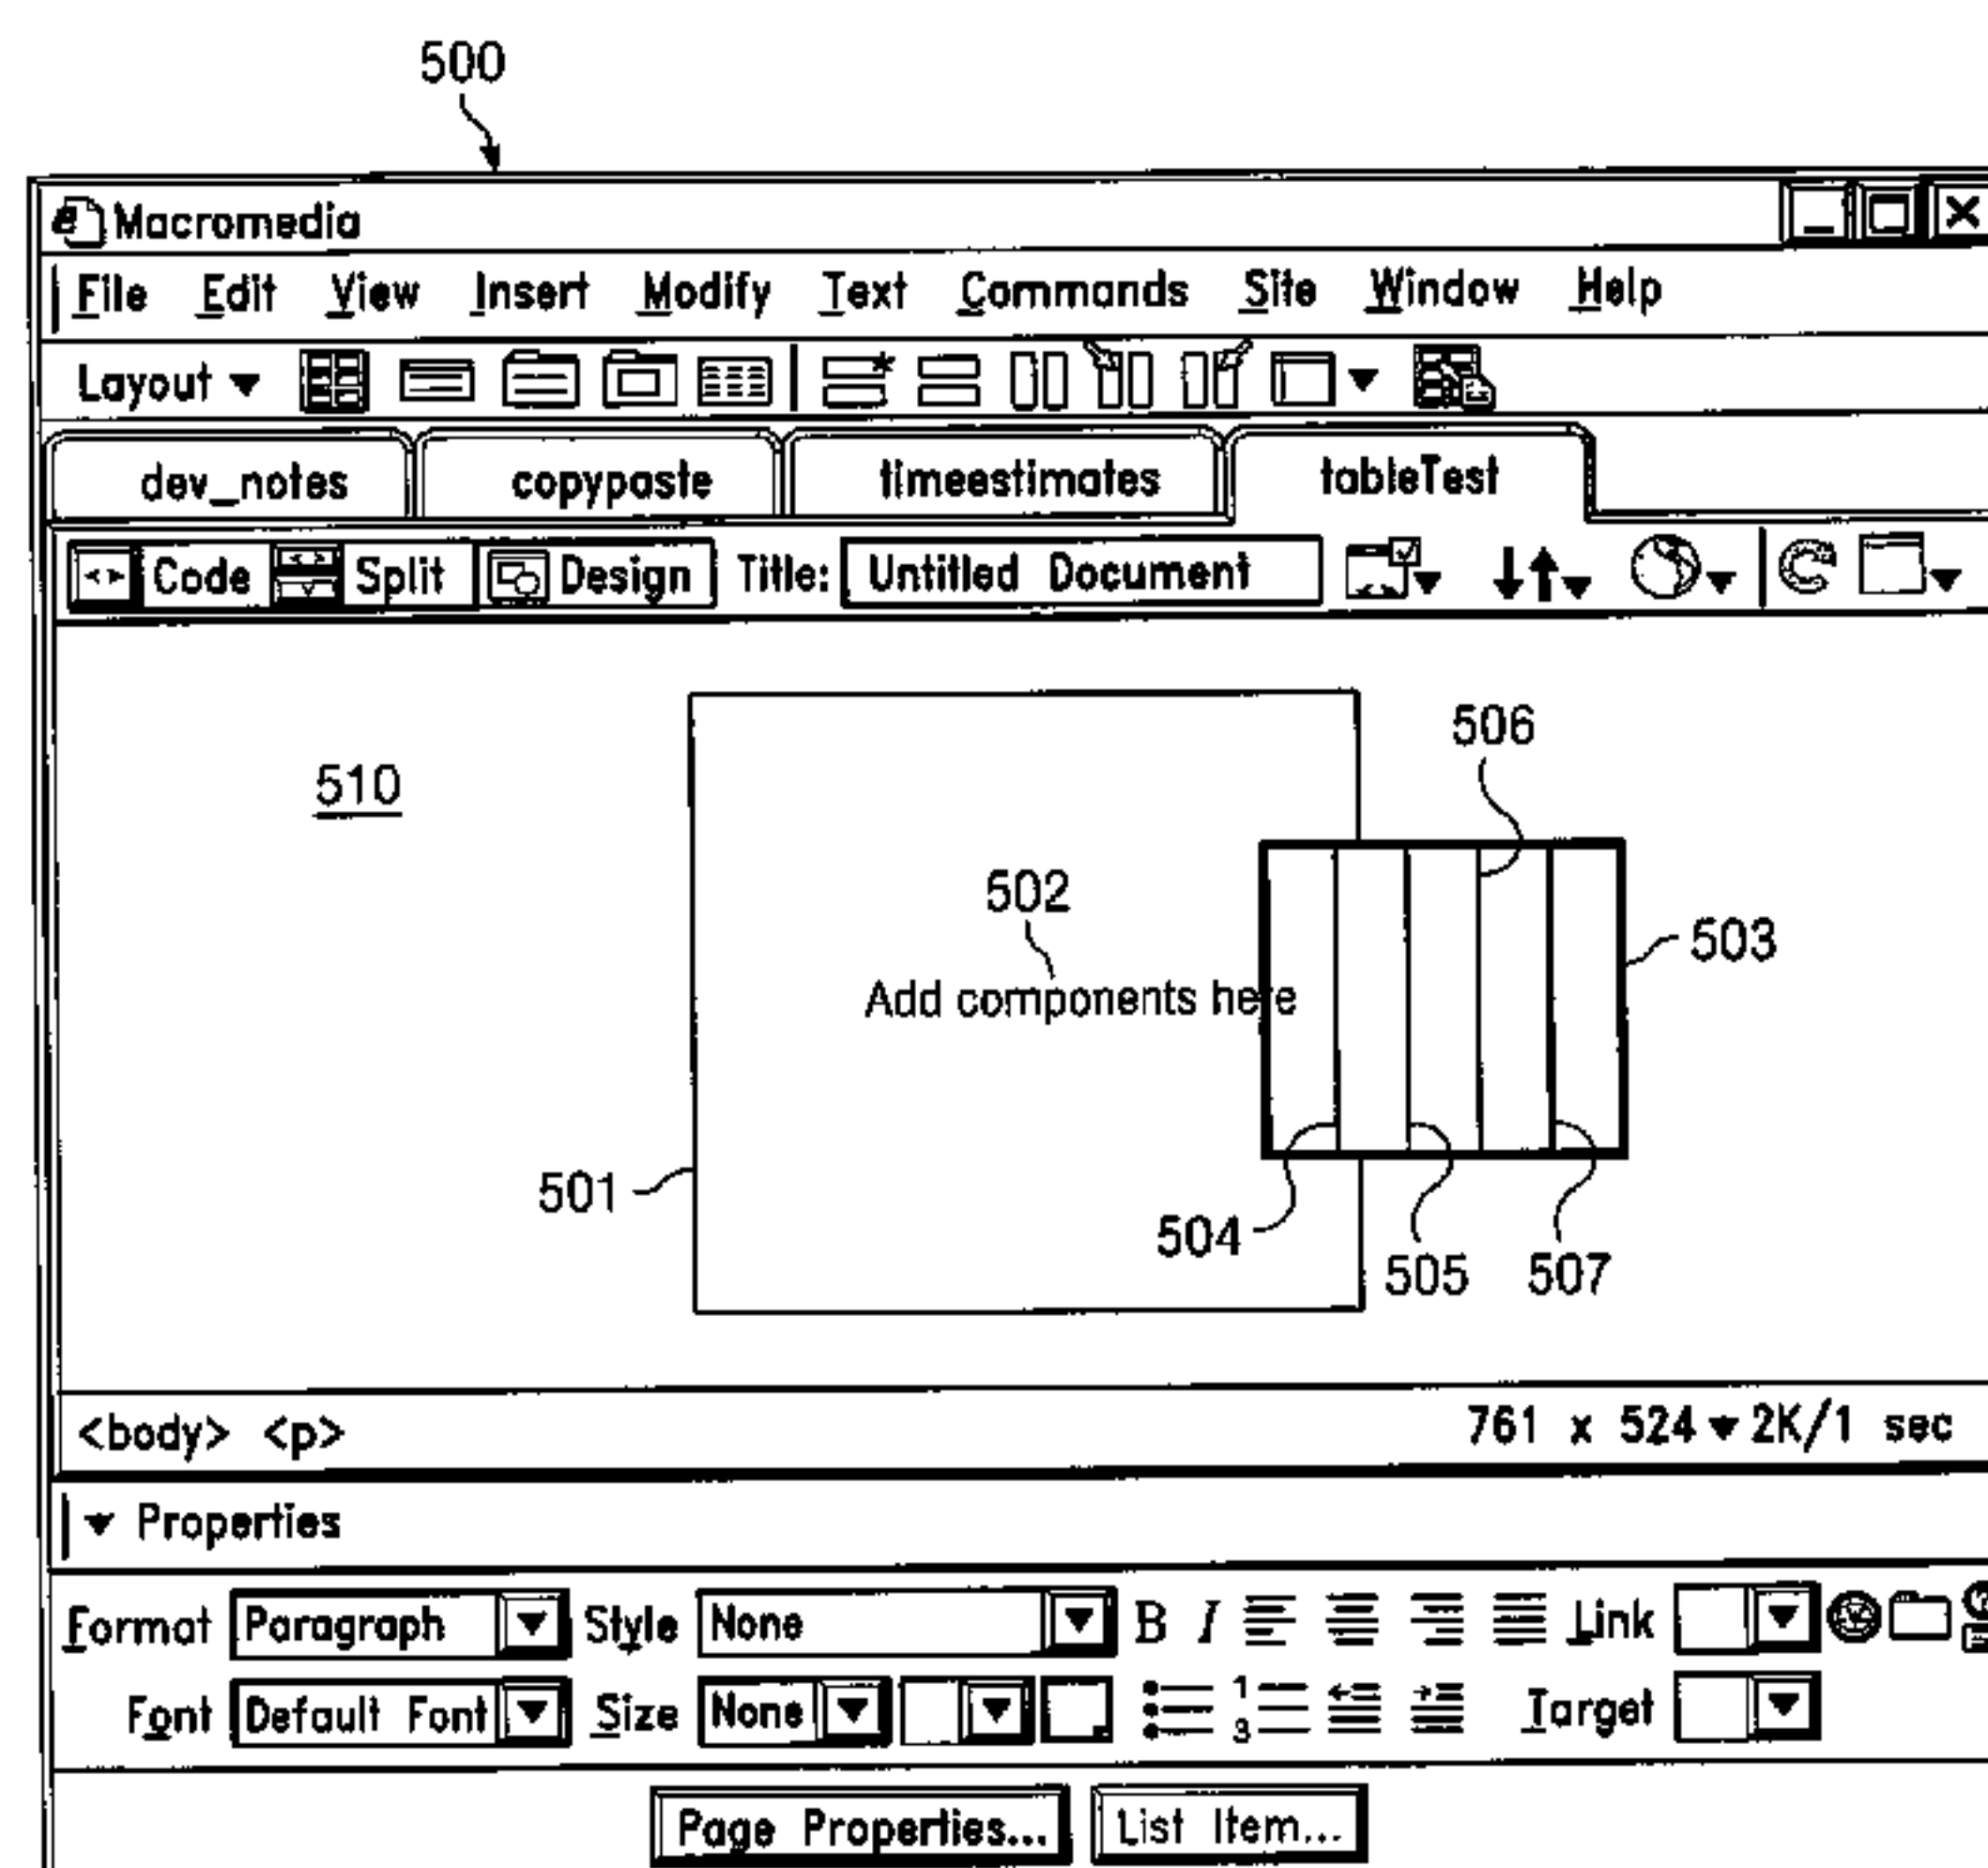 500
Macromedia
File Edit View Insert Modify Text Commands Site Window Help
Layout
dev_notes copypaste timeestimates tableTest
Code Split Design Title: Untitled Document
506
510
502
503
Add components here
501
504
505 507
<body> <p> 761 x 524 2K/1 sec
Properties
Format Paragraph Style None B I Link
Font Default Font Size None 1 3 Target
Page Properties... List Item...